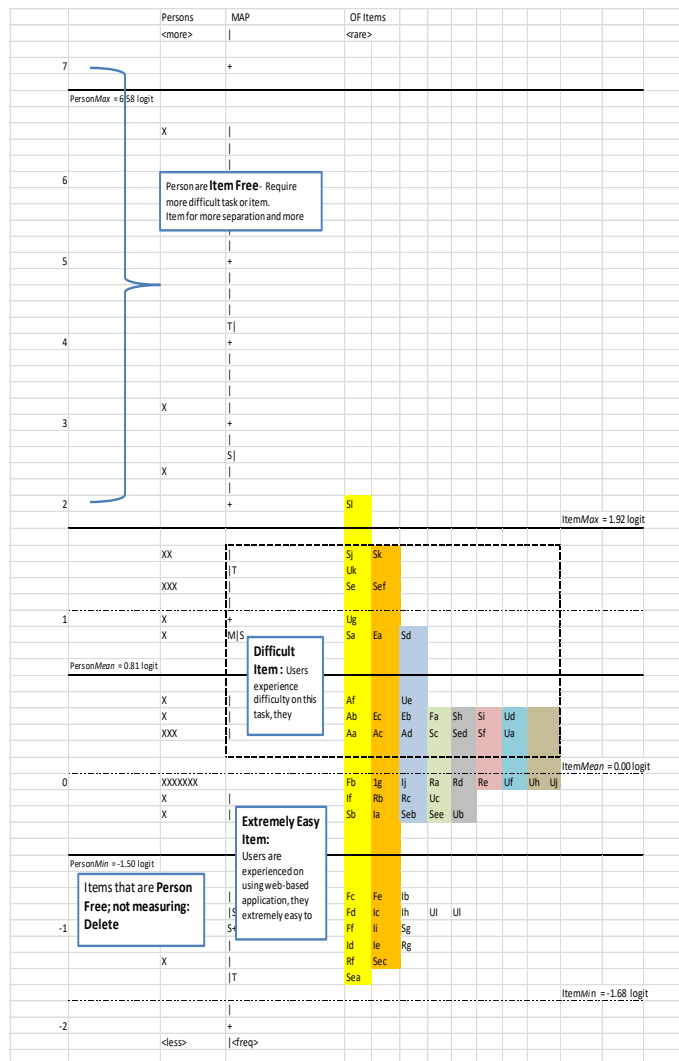 Persons MAP OF Items
<more> | <rare>
7 +
PersonMax = 6.58 logit
X |
|
|
6
Person are Item Free- Require
more difficult task or item.
Item for more separation and more
|
5 +
|
|
|
T|
4 +
|
|
|
X |
3 +
|
S|
X |
|
2 + Sl
ItemMax = 1.92 logit
XX | Sj Sk
|T Uk
XXX | Se Sef
|
1 X + Ug
X M|S Sa Ea Sd
Difficult
Item : Users
experience
difficulty on this
task, they
PersonMean = 0.81 logit
X | Af Ue
X | Ab Ec Eb Fa Sh Si Ud
XXX | Aa Ac Ad Sc Sed Sf Ua
ItemMean = 0.00 logit
0 XXXXXXX Fb 1g Ij Ra Rd Re Uf Uh Uj
X | If Rb Rc Uc
X | Sb Ia Seb See Ub
Extremely Easy
Item:
Users are
experienced on
using web-based
application, they
extremely easy to
PersonMin = -1.50 logit
Items that are Person
Free; not measuring:
Delete
| Fc Fe Ib
|S Fd Ic Ih UI UI
-1 S+ Ff Ii Sg
| Id Ie Rg
X | Rf Sec
|T Sea
ItemMin = -1.68 logit
|
-2 +
<less> |<freq>